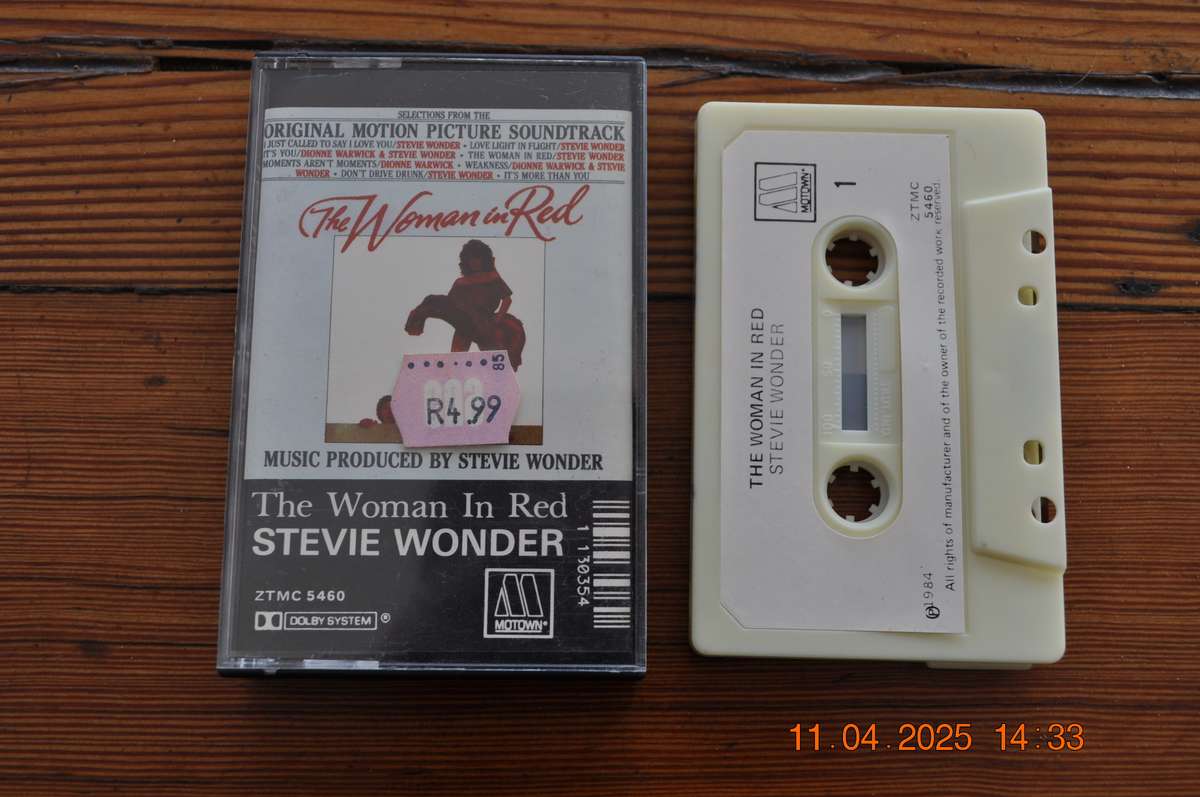 SELECTIONS FROM THE
ORIGINAL MOTION PICTURE SOUNDTRACK
I JUST CALLED TO SAY I LOVE YOU/STEVIE WONDER • LOVE LIGHT IN FLIGHT/STEVIE WONDER
IT'S YOU/DIONNE WARWICK & STEVIE WONDER • THE WOMAN IN RED/STEVIE WONDER
MOMENTS AREN'T MOMENTS/DIONNE WARWICK • WEAKNESS/DIONNE WARWICK & STEVIE
WONDER • DON'T DRIVE DRUNK/STEVIE WONDER • IT'S MORE THAN YOU
The Woman in Red
85
R4.99
MUSIC PRODUCED BY STEVIE WONDER
The Woman In Red
STEVIE WONDER
1 130354
ZTMC 5460
DOLBY SYSTEM®
MOTOWN®
MOTOWN®
1
ZTMC
5460
THE WOMAN IN RED
STEVIE WONDER
100 50 0
℗1984
All rights of manufacturer and of the owner of the recorded work reserved.
11.04.2025 14:33